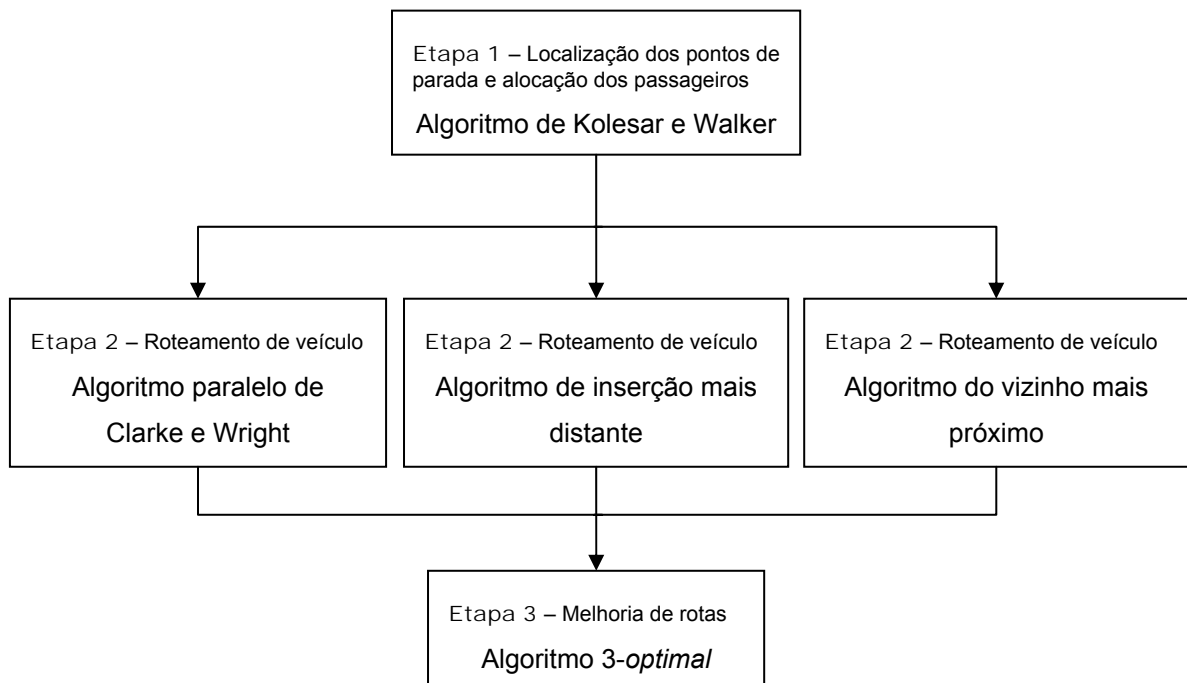 Etapa 1 – Localização dos pontos de
parada e alocação dos passageiros
Algoritmo de Kolesar e Walker
Etapa 2 – Roteamento de veículo
Algoritmo paralelo de
Clarke e Wright
Etapa 2 – Roteamento de veículo
Algoritmo de inserção mais
distante
Etapa 2 – Roteamento de veículo
Algoritmo do vizinho mais
próximo
Etapa 3 – Melhoria de rotas
Algoritmo 3-optimal